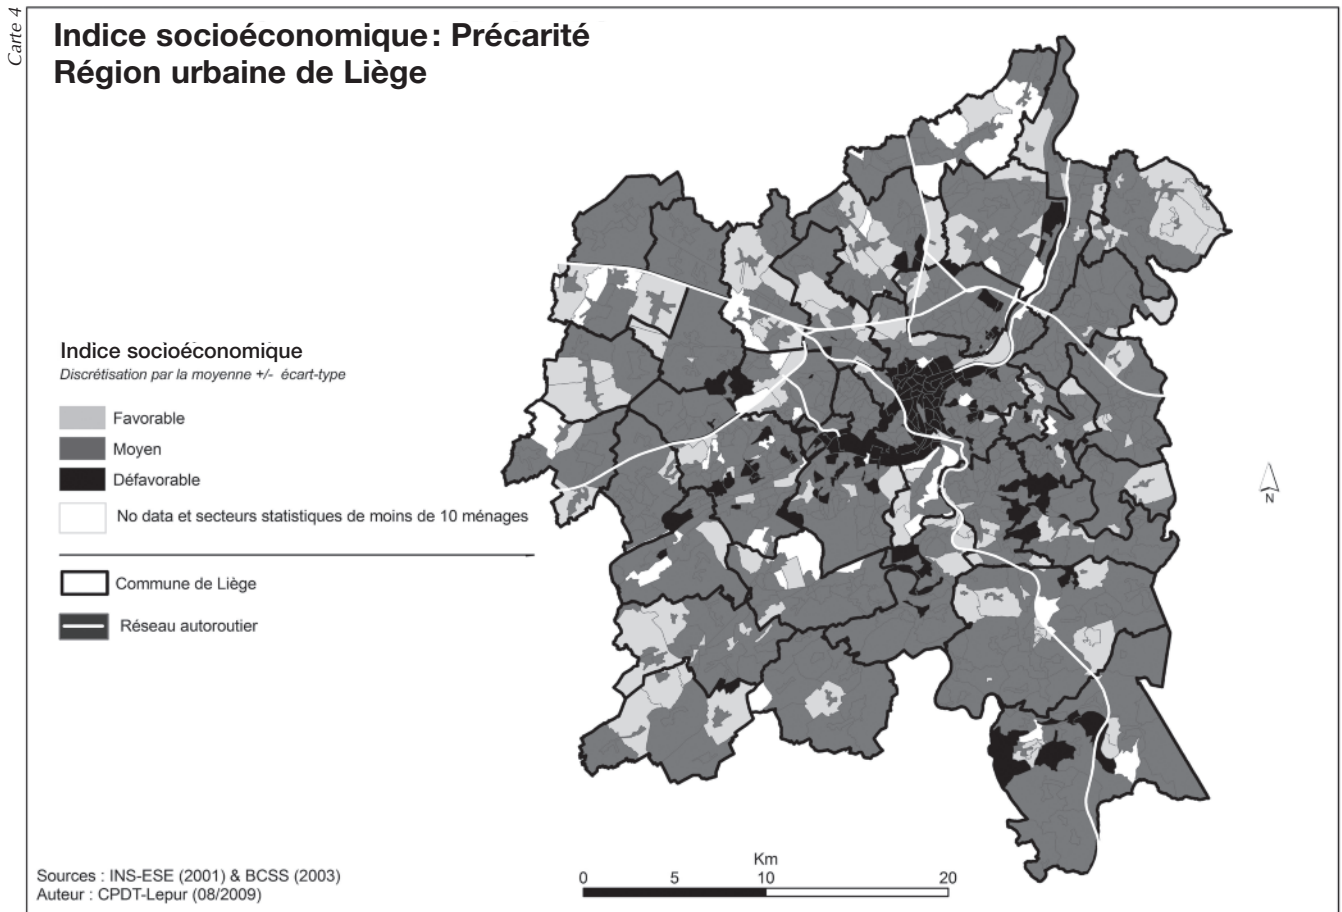 Carte 4
Indice socioéconomique: Précarité
Région urbaine de Liège
Indice socioéconomique
Discrétisation par la moyenne +/- écart-type
Favorable
Moyen
Défavorable
No data et secteurs statistiques de moins de 10 ménages
Commune de Liège
Réseau autoroutier
N
Km
0 5 10 20
Sources : INS-ESE (2001) & BCSS (2003)
Auteur : CPDT-Lepur (08/2009)